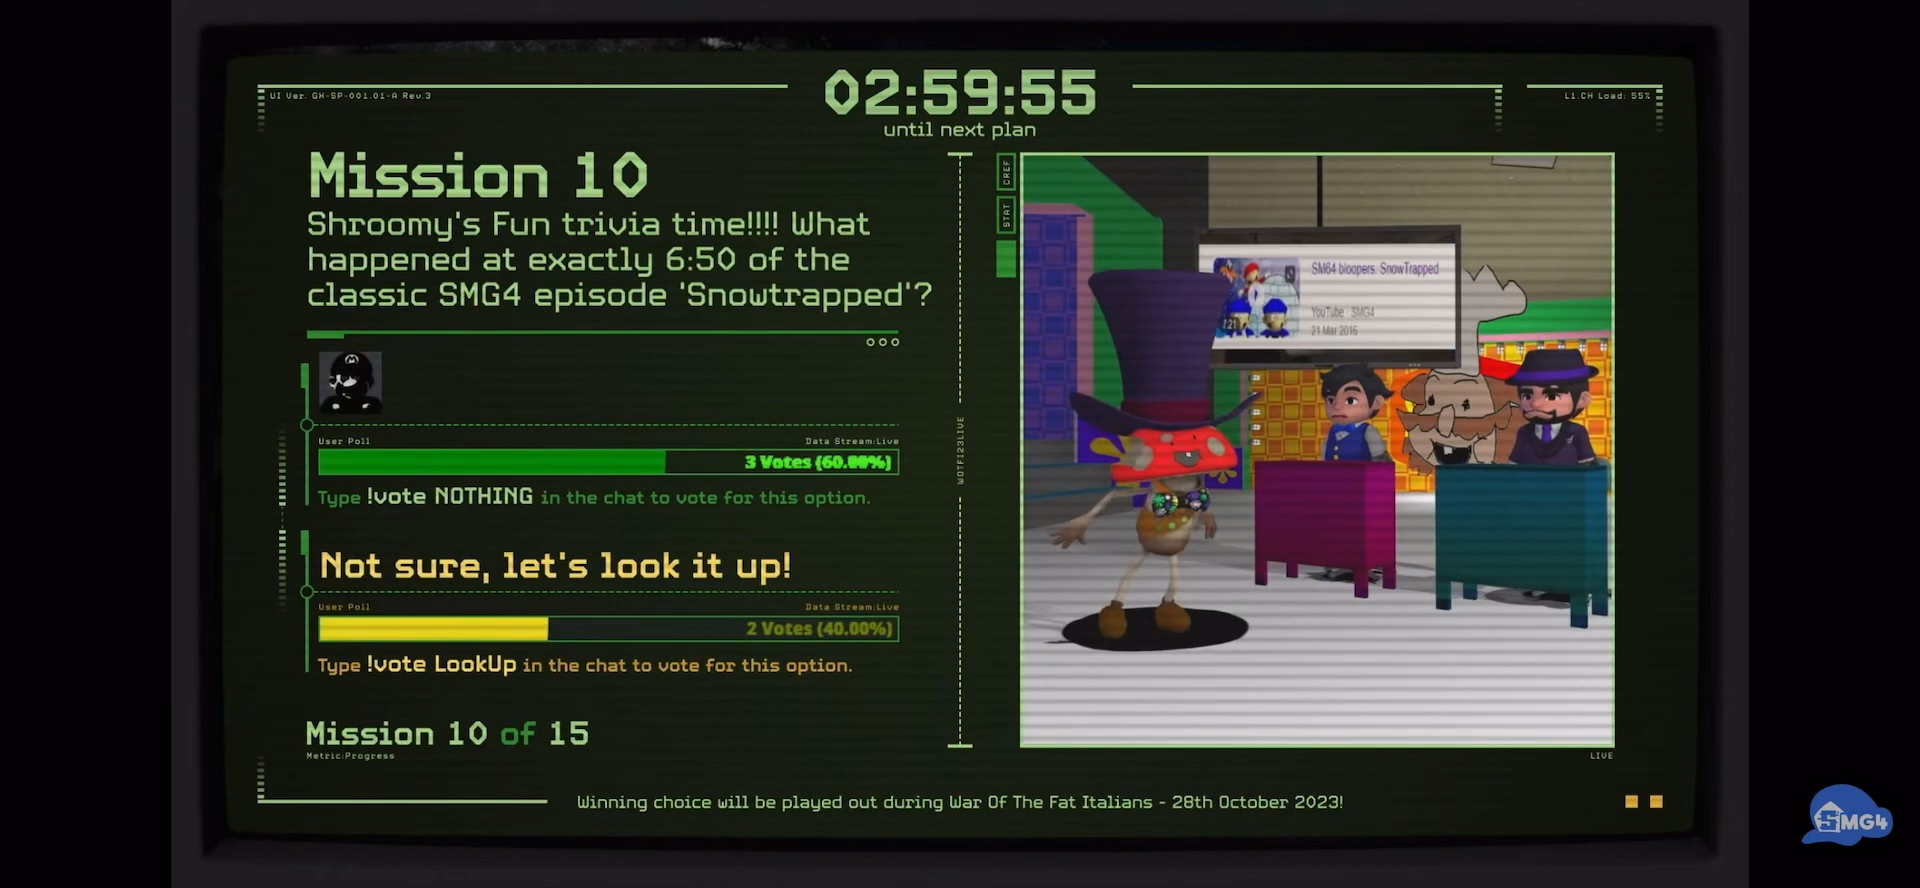 02:59:55
UI Ver. GH-SP-001.01-A Rev.3
L1.CH Load: 55%
until next plan
Mission 10
Shroomy's Fun trivia time!!!! What
happened at exactly 6:50 of the
classic SMG4 episode 'Snowtrapped'?
User Poll
Data Stream:Live
3 Votes (60.00%)
Type !vote NOTHING in the chat to vote for this option.
Not sure, let's look it up!
User Poll
Data Stream:Live
2 Votes (40.00%)
Type !vote LookUp in the chat to vote for this option.
Mission 10 of 15
Metric:Progress
WOTFI23LIVE
CREF
STAT
SM64 bloopers: SnowTrapped
7:21
YouTube · SMG4
21 Mar 2016
LIVE
Winning choice will be played out during War Of The Fat Italians - 28th October 2023!
SMG4